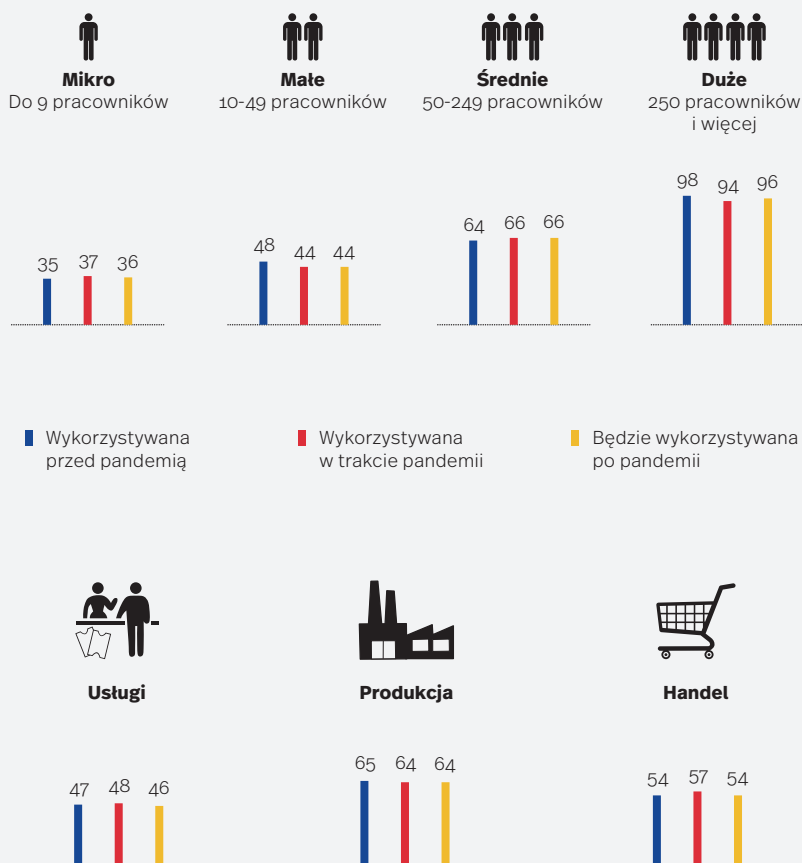 Mikro
Do 9 pracowników
Małe
10-49 pracowników
Średnie
50-249 pracowników
Duże
250 pracowników
i więcej
35 37 36
48 44 44
64 66 66
98 94 96
Wykorzystywana
przed pandemią
Wykorzystywana
w trakcie pandemii
Będzie wykorzystywana
po pandemii
Usługi
Produkcja
Handel
47 48 46
65 64 64
54 57 54